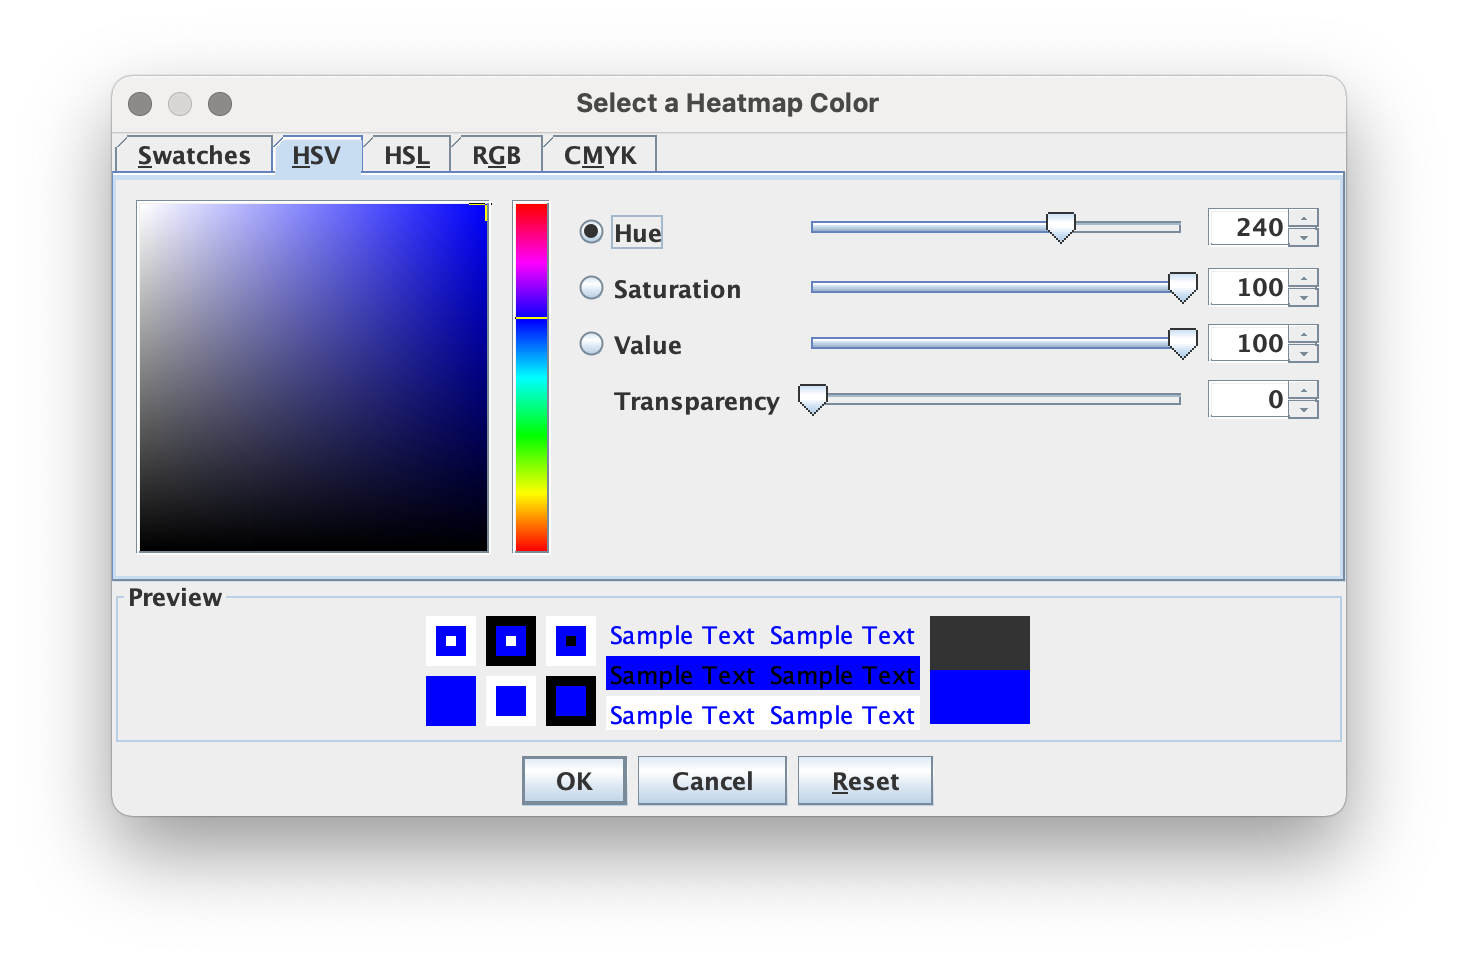 Select a Heatmap Color
Swatches HSV HSL RGB CMYK
Hue 240
Saturation 100
Value 100
Transparency 0
Preview
Sample Text Sample Text
Sample Text Sample Text
Sample Text Sample Text
OK Cancel Reset